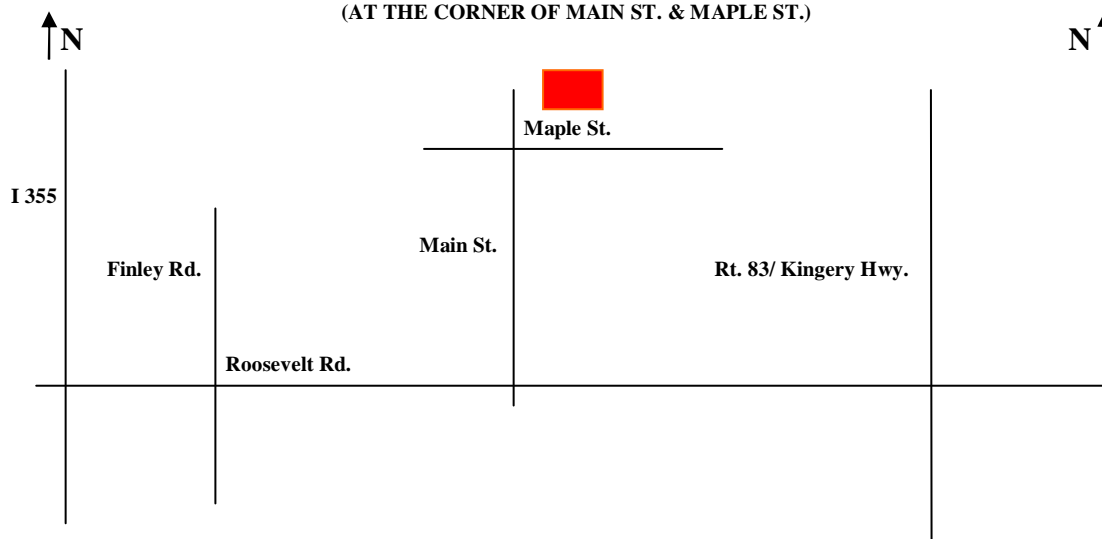 (AT THE CORNER OF MAIN ST. & MAPLE ST.)
N
N
Maple St.
I 355
Main St.
Finley Rd.
Rt. 83/ Kingery Hwy.
Roosevelt Rd.